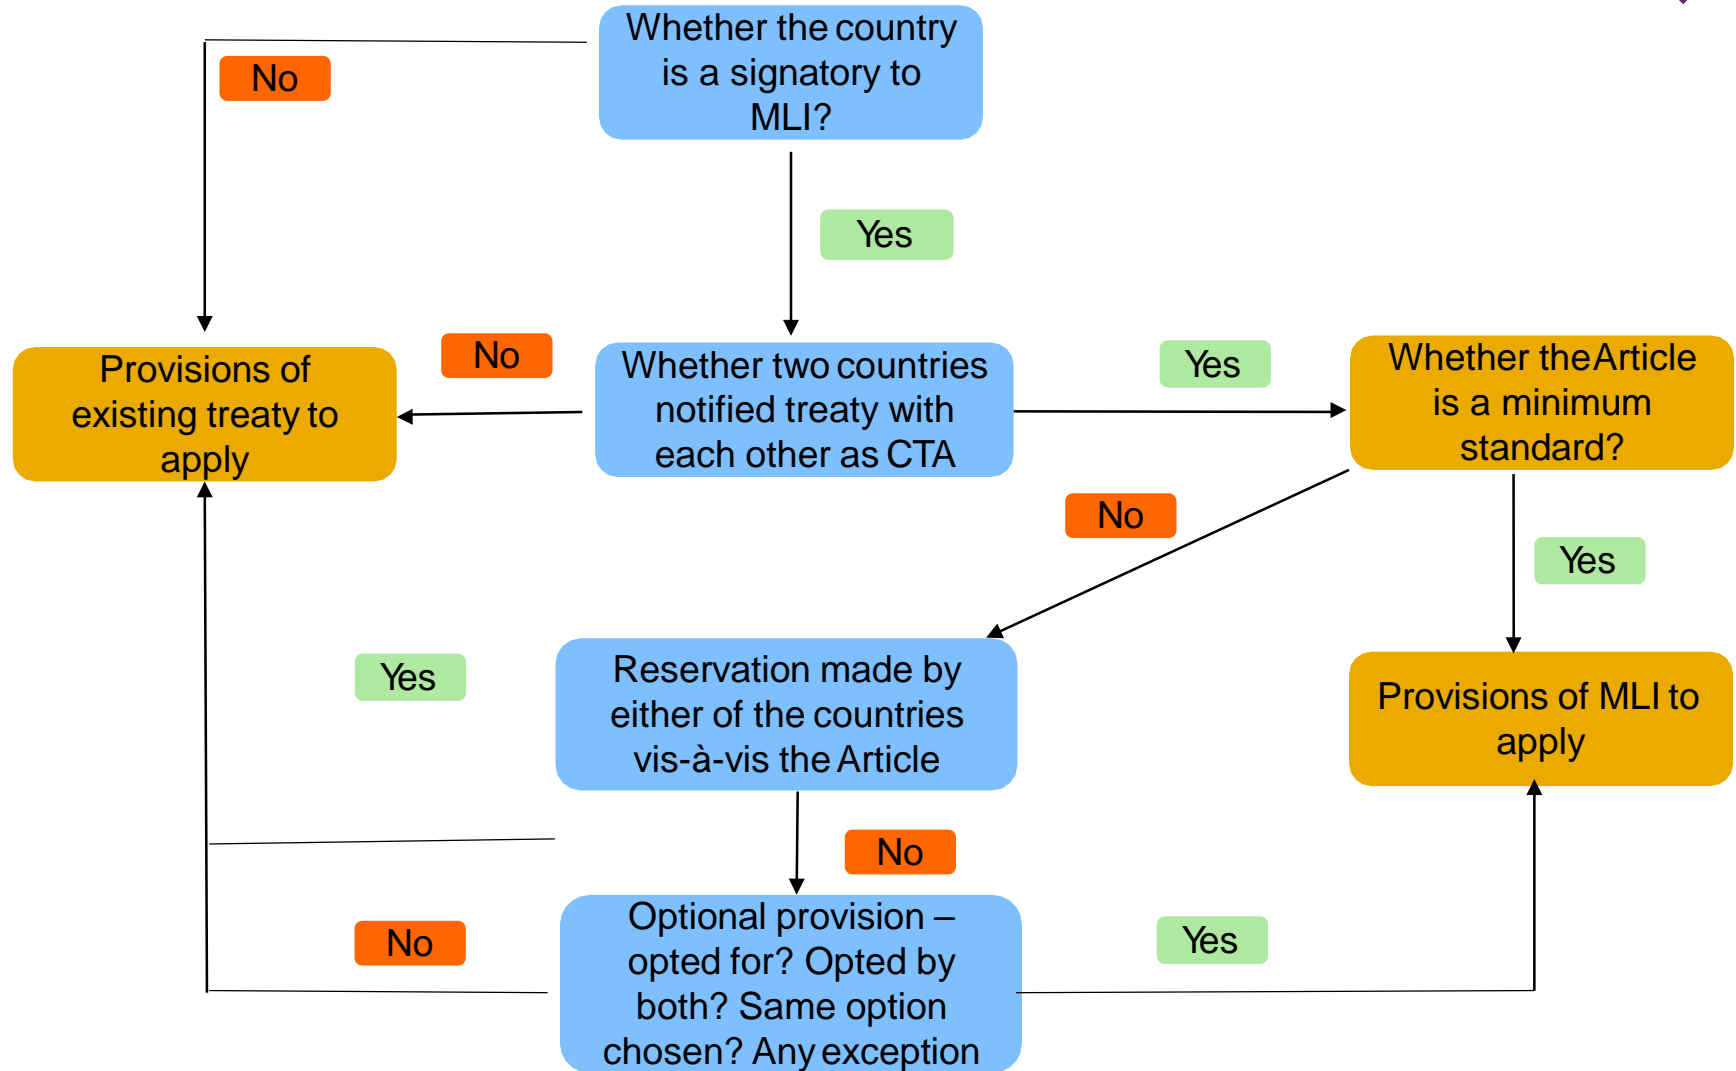 Whether the country
is a signatory to
MLI?
No
Yes
Provisions of
existing treaty to
apply
No
Whether two countries
notified treaty with
each other as CTA
Yes
Whether the Article
is a minimum
standard?
No
Yes
Yes
Reservation made by
either of the countries
vis-à-vis the Article
Provisions of MLI to
apply
No
No
Optional provision –
opted for? Opted by
both? Same option
chosen? Any exception
Yes